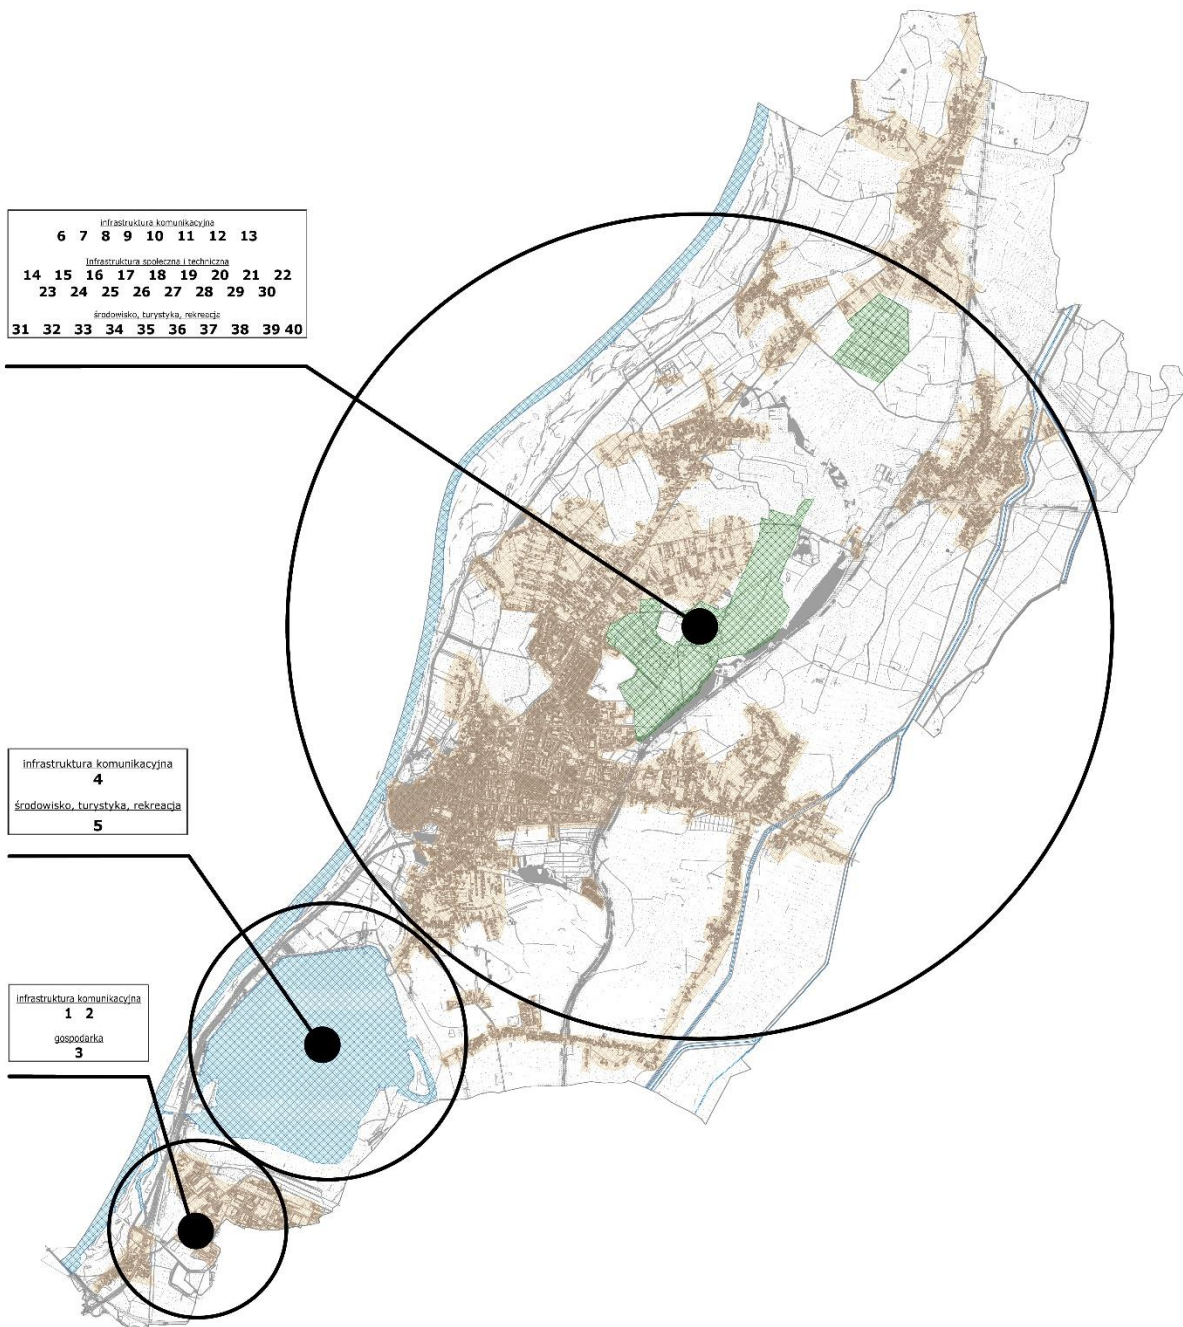 infrastruktura komunikacyjna
6 7 8 9 10 11 12 13
Infrastruktura społeczna i techniczna
14 15 16 17 18 19 20 21 22
23 24 25 26 27 28 29 30
środowisko, turystyka, rekreacja
31 32 33 34 35 36 37 38 39 40
infrastruktura komunikacyjna
4
środowisko, turystyka, rekreacja
5
infrastruktura komunikacyjna
1 2
gospodarka
3